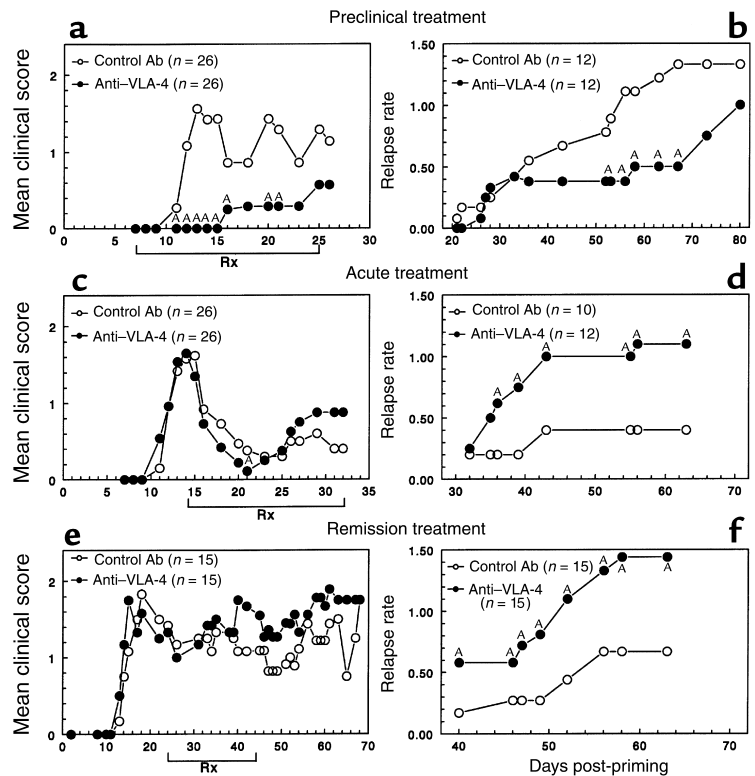 Preclinical treatment
a
b
Control Ab (n = 26)
Anti–VLA-4 (n = 26)
Mean clinical score
2
1
0
A A A A A
A
A A
0 5 10 15 20 25 30
Rx
Control Ab (n = 12)
Anti–VLA-4 (n = 12)
Relapse rate
1.50
1.00
0.50
0.00
A A A A A
20 30 40 50 60 70 80
Acute treatment
c
d
Control Ab (n = 26)
Anti–VLA-4 (n = 26)
Mean clinical score
2
1
0
A
0 5 10 15 20 25 30 35
Rx
Control Ab (n = 10)
Anti–VLA-4 (n = 12)
Relapse rate
1.50
1.00
0.50
0.00
A A A A A A
30 40 50 60 70
Remission treatment
e
f
Control Ab (n = 15)
Anti–VLA-4 (n = 15)
Mean clinical score
2
1
0
0 10 20 30 40 50 60 70
Rx
Control Ab (n = 15)
Anti–VLA-4
(n = 15)
Relapse rate
1.50
1.00
0.50
0.00
A A A A A A A A
40 50 60 70
Days post-priming